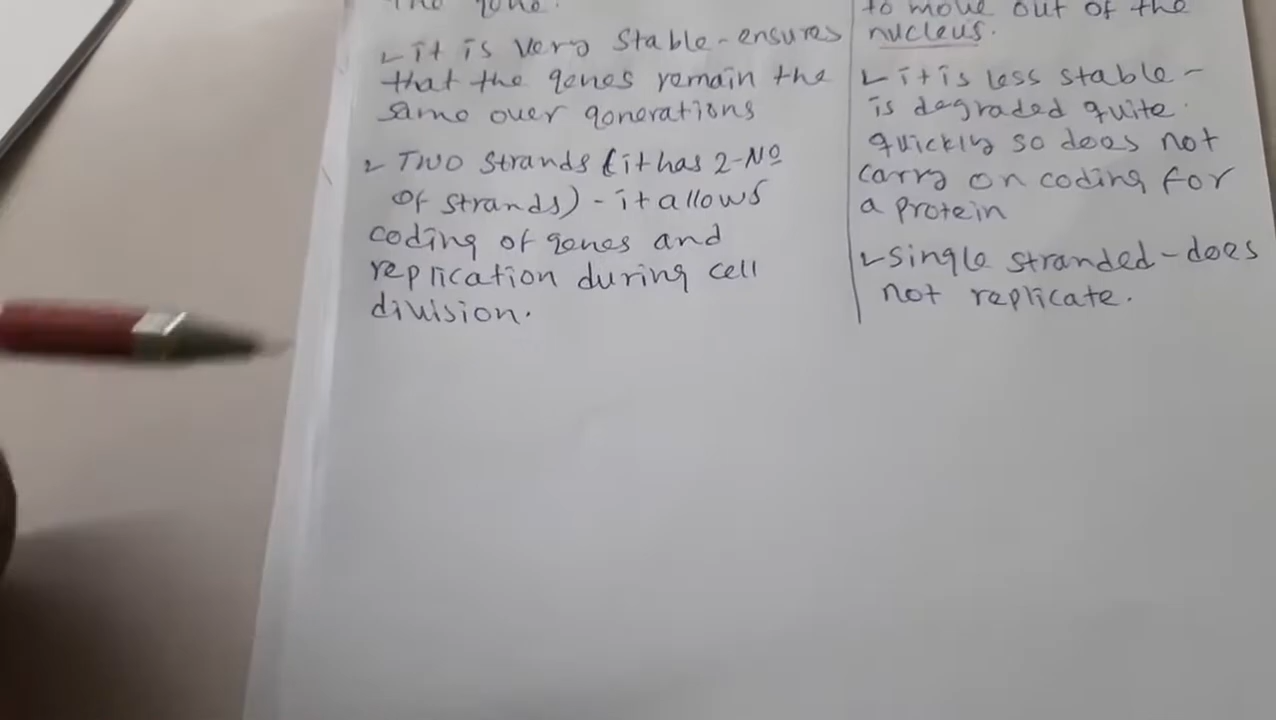 the gene.
✓ it is very stable - ensures
that the genes remain the
same over generations
✓ Two strands (it has 2-No
of strands) - it allows
coding of genes and
replication during cell
division.
to move out of the
nucleus.
✓ it is less stable -
is degraded quite
quickly so does not
carry on coding for
a protein
✓ single stranded - does
not replicate.